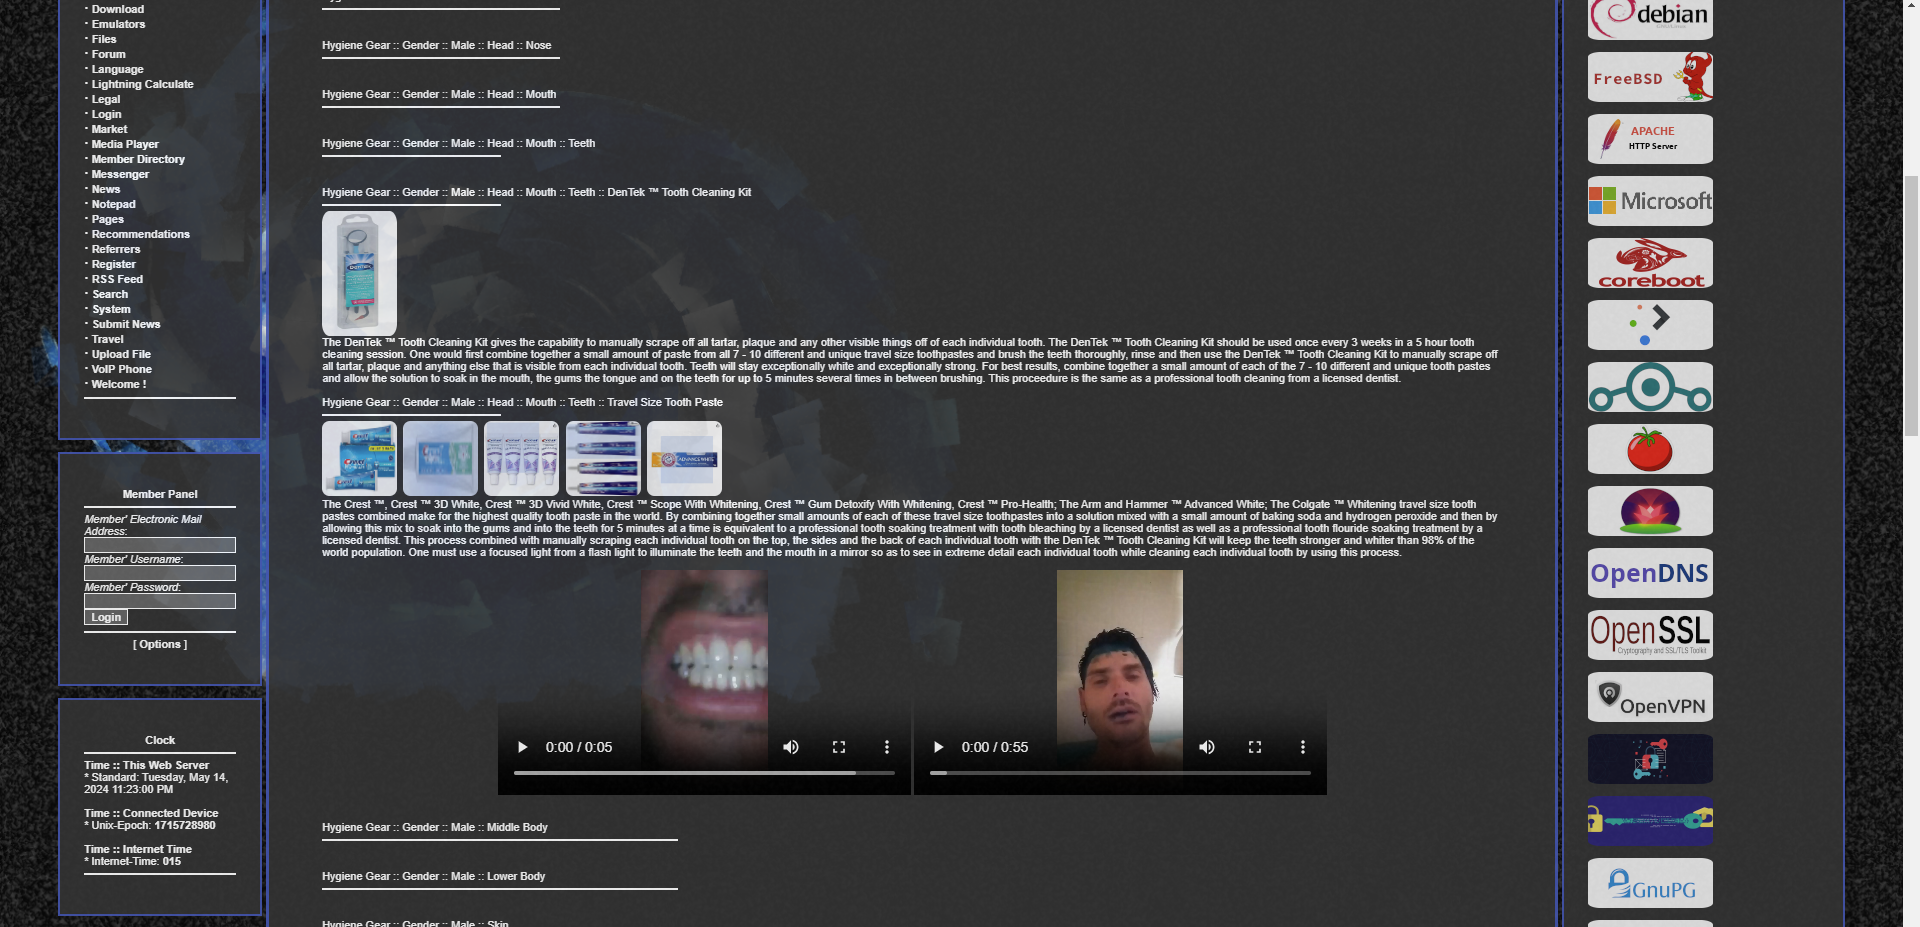 · Download
· Emulators
· Files
· Forum
· Language
· Lightning Calculate
· Legal
· Login
· Market
· Media Player
· Member Directory
· Messenger
· News
· Notepad
· Pages
· Recommendations
· Referrers
· Register
· RSS Feed
· Search
· System
· Submit News
· Travel
· Upload File
· VoIP Phone
· Welcome !
Member Panel
Member' Electronic Mail
Address:
Member' Username:
Member' Password:
Login
[ Options ]
Clock
Time :: This Web Server
* Standard: Tuesday, May 14,
2024 11:23:00 PM
Time :: Connected Device
* Unix-Epoch: 1715728980
Time :: Internet Time
* Internet-Time: 015
Hygiene Gear :: Gender :: Male :: Head :: Nose
Hygiene Gear :: Gender :: Male :: Head :: Mouth
Hygiene Gear :: Gender :: Male :: Head :: Mouth :: Teeth
Hygiene Gear :: Gender :: Male :: Head :: Mouth :: Teeth :: DenTek ™ Tooth Cleaning Kit
The DenTek ™ Tooth Cleaning Kit gives the capability to manually scrape off all tartar, plaque and any other visible things off of each individual tooth. The DenTek ™ Tooth Cleaning Kit should be used once every 3 weeks in a 5 hour tooth
cleaning session. One would first combine together a small amount of paste from all 7 - 10 different and unique travel size toothpastes and brush the teeth thoroughly, rinse and then use the DenTek ™ Tooth Cleaning Kit to manually scrape off
all tartar, plaque and anything else that is visible from each individual tooth. Teeth will stay exceptionally white and exceptionally strong. For best results, combine together a small amount of each of the 7 - 10 different and unique tooth pastes
and allow the solution to soak in the mouth, the gums the tongue and on the teeth for up to 5 minutes several times in between brushing. This proceedure is the same as a professional tooth cleaning from a licensed dentist.
Hygiene Gear :: Gender :: Male :: Head :: Mouth :: Teeth :: Travel Size Tooth Paste
The Crest ™, Crest ™ 3D White, Crest ™ 3D Vivid White, Crest ™ Scope With Whitening, Crest ™ Gum Detoxify With Whitening, Crest ™ Pro-Health; The Arm and Hammer ™ Advanced White; The Colgate ™ Whitening travel size tooth
pastes combined make for the highest quality tooth paste in the world. By combining together small amounts of each of these travel size toothpastes into a solution mixed with a small amount of baking soda and hydrogen peroxide and then by
allowing this mix to soak into the gums and into the teeth for 5 minutes at a time is equivalent to a professional tooth soaking treatment with tooth bleaching by a licensed dentist as well as a professional tooth flouride soaking treatment by a
licensed dentist. This process combined with manually scraping each individual tooth on the top, the sides and the back of each individual tooth with the DenTek ™ Tooth Cleaning Kit will keep the teeth stronger and whiter than 98% of the
world population. One must use a focused light from a flash light to illuminate the teeth and the mouth in a mirror so as to see in extreme detail each individual tooth while cleaning each individual tooth by using this process.
0:00 / 0:05
0:00 / 0:55
Hygiene Gear :: Gender :: Male :: Middle Body
Hygiene Gear :: Gender :: Male :: Lower Body
Hygiene Gear :: Gender :: Male :: Skin
debian
FreeBSD
APACHE
HTTP Server
Microsoft
coreboot
OpenDNS
OpenSSL
Cryptography and SSL/TLS Toolkit
OpenVPN
GnuPG